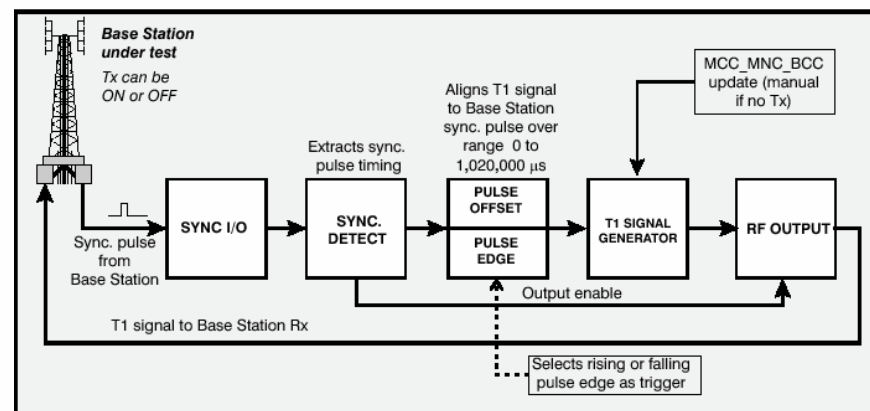 Base Station
under test
Tx can be
ON or OFF
MCC_MNC_BCC
update (manual
if no Tx)
Aligns T1 signal
to Base Station
sync. pulse over
range 0 to
1,020,000 µs
Extracts sync.
pulse timing
SYNC I/O
SYNC.
DETECT
PULSE
OFFSET
PULSE
EDGE
T1 SIGNAL
GENERATOR
RF OUTPUT
Sync. pulse
from
Base Station
Output enable
T1 signal to Base Station Rx
Selects rising or falling
pulse edge as trigger